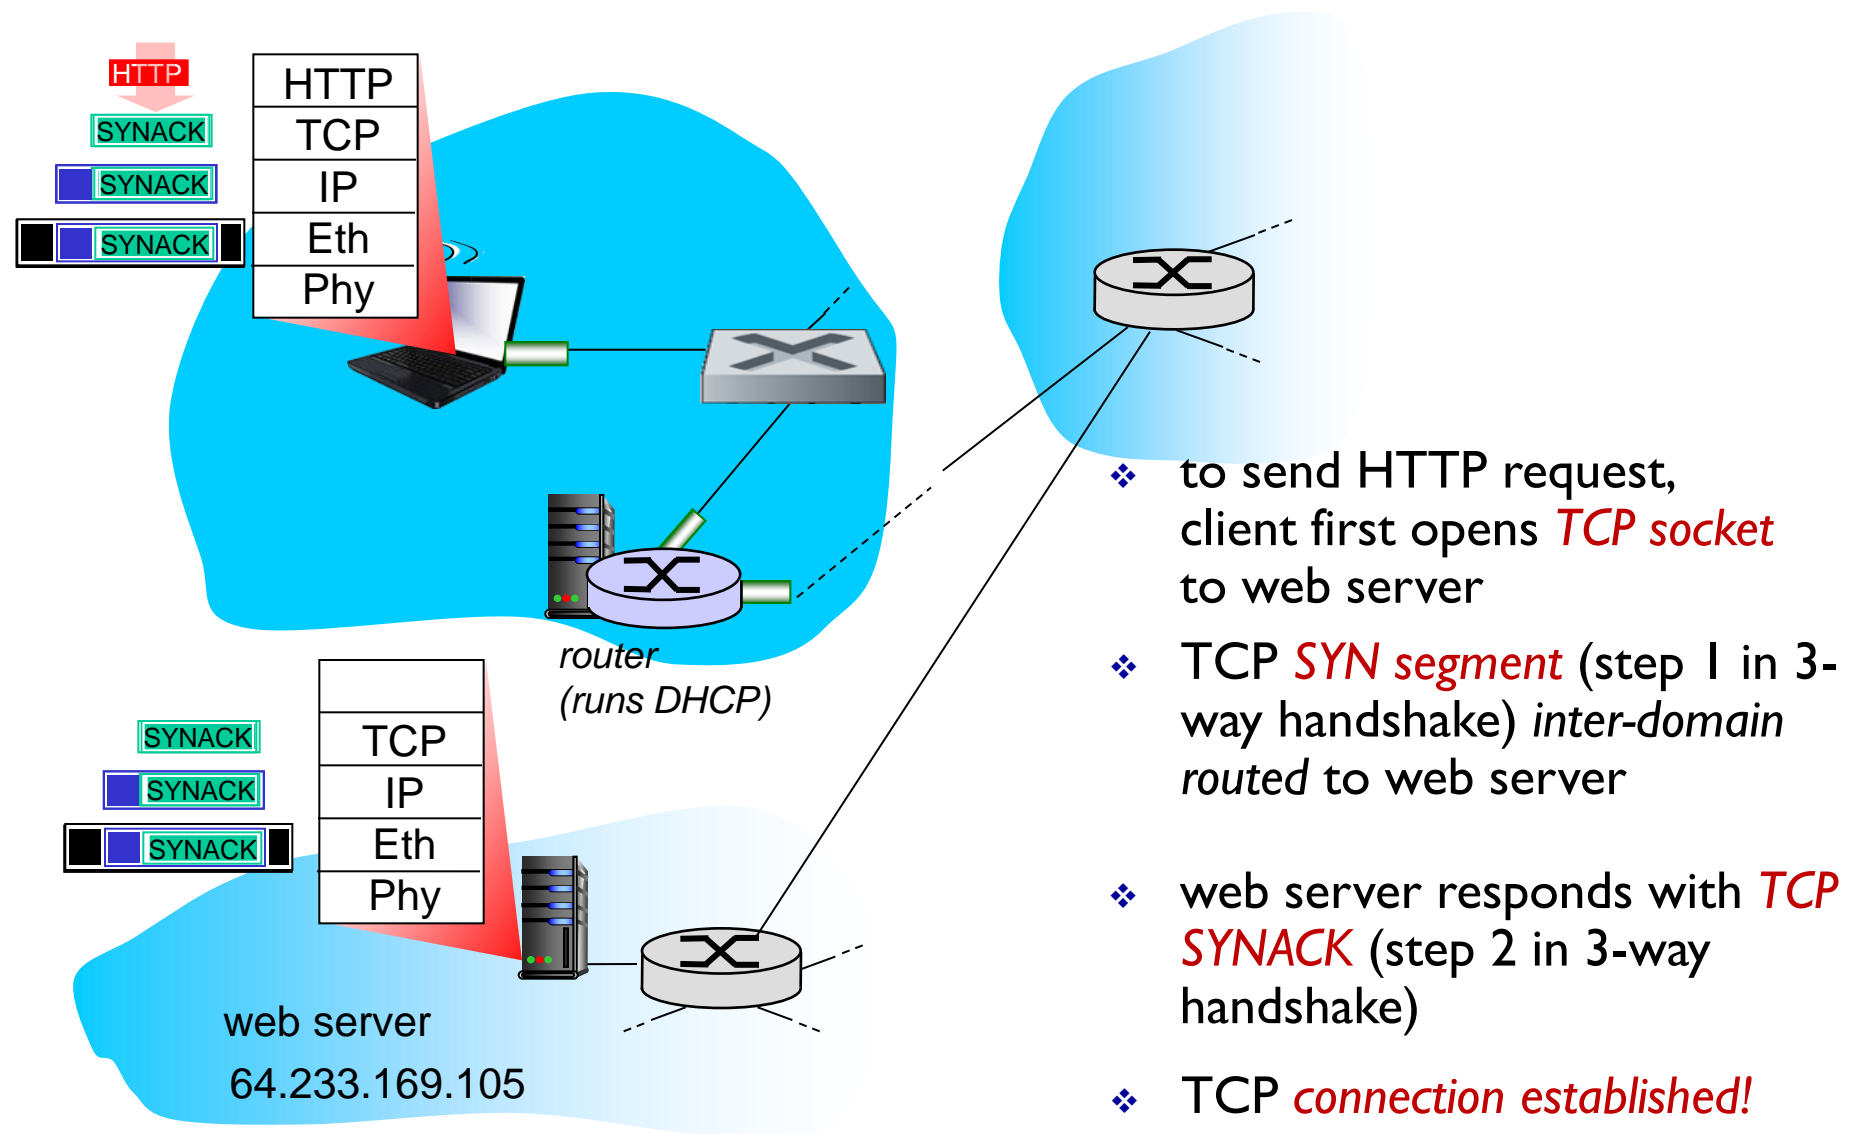 HTTP
SYNACK
SYNACK
SYNACK
HTTP
TCP
IP
Eth
Phy
router
(runs DHCP)
SYNACK
SYNACK
SYNACK
TCP
IP
Eth
Phy
web server
64.233.169.105
to send HTTP request,
client first opens TCP socket
to web server
TCP SYN segment (step 1 in 3-
way handshake) inter-domain
routed to web server
web server responds with TCP
SYNACK (step 2 in 3-way
handshake)
TCP connection established!